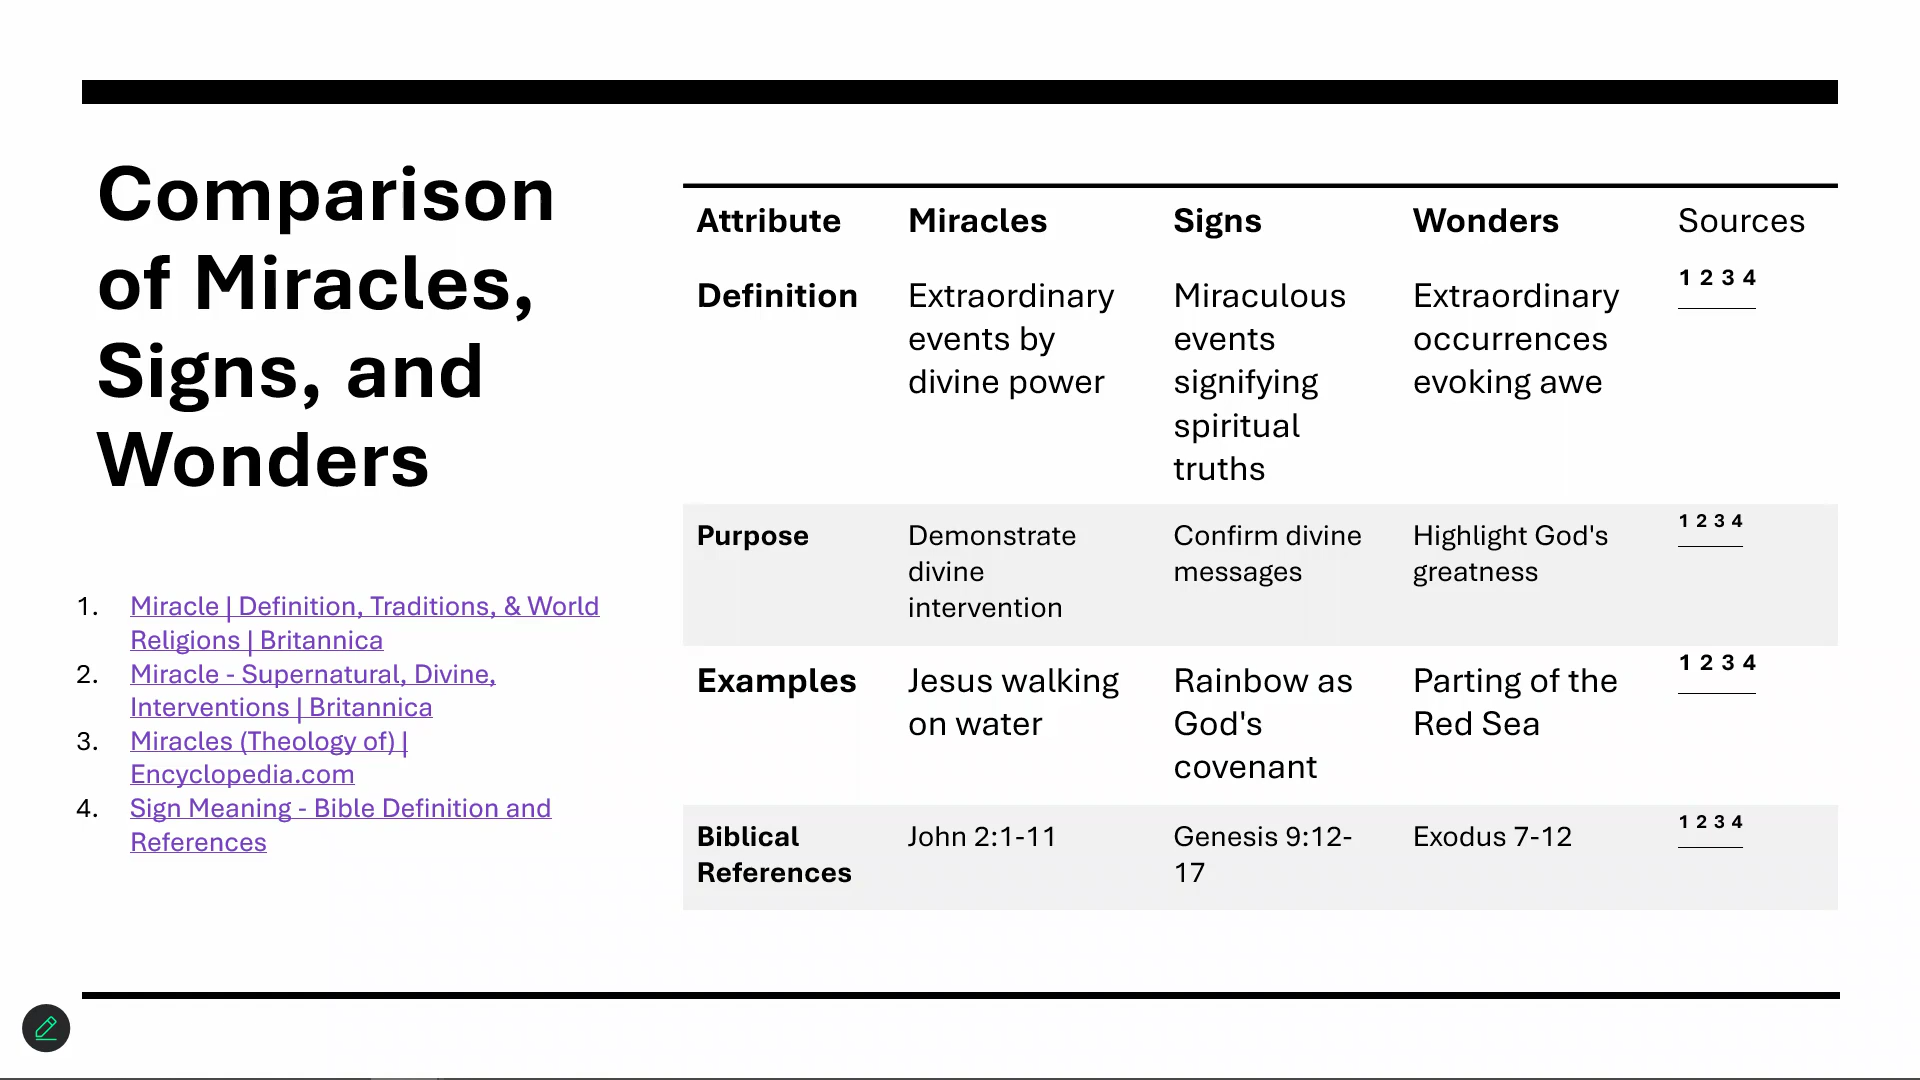 Comparison
of Miracles,
Signs, and
Wonders
1. Miracle | Definition, Traditions, & World
Religions | Britannica
2. Miracle - Supernatural, Divine,
Interventions | Britannica
3. Miracles (Theology of) |
Encyclopedia.com
4. Sign Meaning - Bible Definition and
References
Attribute Miracles Signs Wonders Sources
Definition Extraordinary Miraculous Extraordinary 1 2 3 4
events by events occurrences
divine power signifying evoking awe
spiritual
truths
Purpose Demonstrate Confirm divine Highlight God's 1 2 3 4
divine messages greatness
intervention
Examples Jesus walking Rainbow as Parting of the 1 2 3 4
on water God's Red Sea
covenant
Biblical John 2:1-11 Genesis 9:12- Exodus 7-12 1 2 3 4
References 17